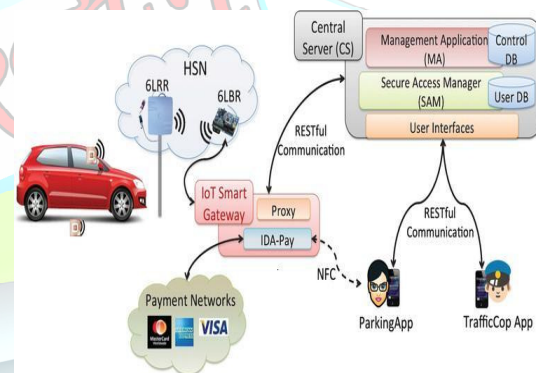 Central
Server (CS)
Management Application
(MA)
Control
DB
Secure Access Manager
(SAM)
User DB
User Interfaces
HSN
6LRR
6LBR
RESTful
Communication
IoT Smart
Gateway
Proxy
IDA-Pay
RESTful
Communication
NFC
Payment Networks
MasterCard
VISA
ParkingApp
TrafficCop App